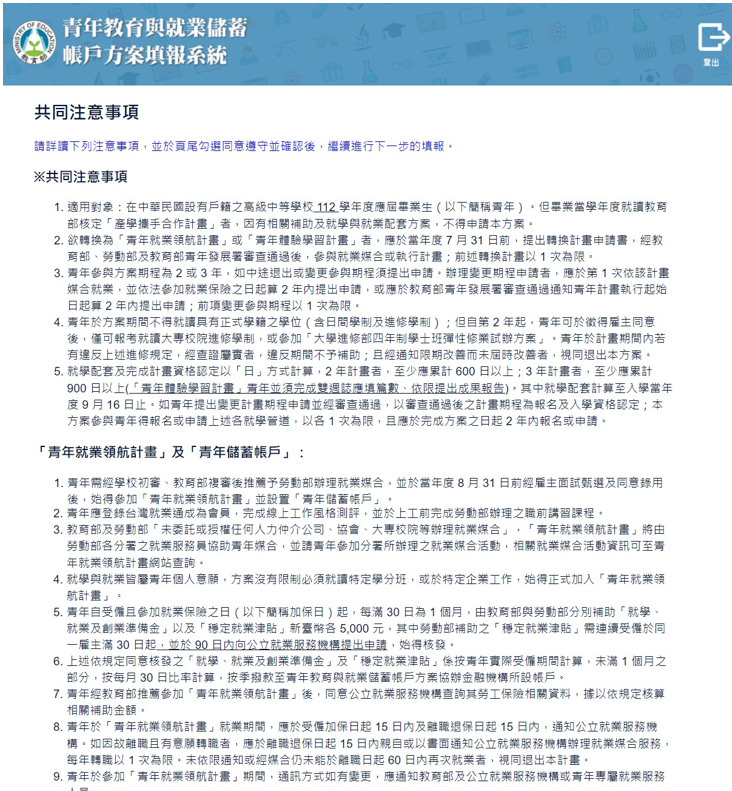 MINISTRY OF EDUCATION
教育部
青年教育與就業儲蓄
帳戶方案填報系統
登出
共同注意事項
請詳讀下列注意事項，並於頁尾勾選同意遵守並確認後，繼續進行下一步的填報。
※共同注意事項
1. 適用對象：在中華民國設有戶籍之高級中等學校 112 學年度應屆畢業生（以下簡稱青年）。但畢業當學年度就讀教育
部核定「產學攜手合作計畫」者，因有相關補助及就學與就業配套方案，不得申請本方案。
2. 欲轉換為「青年就業領航計畫」或「青年體驗學習計畫」者，應於當年度 7 月 31 日前，提出轉換計畫申請書，經教
育部、勞動部及教育部青年發展署審查通過後，參與就業媒合或執行計畫；前述轉換計畫以 1 次為限。
3. 青年參與方案期程為 2 或 3 年，如中途退出或變更參與期程須提出申請。辦理變更期程申請者，應於第 1 次依該計畫
媒合就業，並依法參加就業保險之日起算 2 年內提出申請，或應於教育部青年發展署審查通過通知青年計畫執行起始
日起算 2 年內提出申請；前項變更參與期程以 1 次為限。
4. 青年於方案期間不得就讀具有正式學籍之學位（含日間學制及進修學制）；但自第 2 年起，青年可於徵得雇主同意
後，僅可報考就讀大專校院進修學制，或參加「大學進修部四年制學士班彈性修業試辦方案」。青年於計畫期間內若
有違反上述進修規定，經查證屬實者，違反期間不予補助；且經通知限期改善而未屆時改善者，視同退出本方案。
5. 就學配套及完成計畫資格認定以「日」方式計算，2 年計畫者，至少應累計 600 日以上；3 年計畫者，至少應累計
900 日以上(「青年體驗學習計畫」青年並須完成雙週誌應填篇數、依限提出成果報告)。其中就學配套計算至入學當年
度 9 月 16 日止。如青年提出變更計畫期程申請並經審查通過，以審查通過後之計畫期程為報名及入學資格認定；本
方案參與青年得報名或申請上述各就學管道，以各 1 次為限，且應於完成方案之日起 2 年內報名或申請。
「青年就業領航計畫」及「青年儲蓄帳戶」：
1. 青年需經學校初審、教育部複審後推薦予勞動部辦理就業媒合，並於當年度 8 月 31 日前經雇主面試甄選及同意錄用
後，始得參加「青年就業領航計畫」並設置「青年儲蓄帳戶」。
2. 青年應登錄台灣就業通成為會員，完成線上工作風格測評，並於上工前完成勞動部辦理之職前講習課程。
3. 教育部及勞動部「未委託或授權任何人力仲介公司、協會、大專校院等辦理就業媒合」，「青年就業領航計畫」將由
勞動部各分署之就業服務員協助青年媒合，並請青年參加分署所辦理之就業媒合活動，相關就業媒合活動資訊可至青
年就業領航計畫網站查詢。
4. 就學與就業皆屬青年個人意願，方案沒有限制必須就讀特定學分班，或於特定企業工作，始得正式加入「青年就業領
航計畫」。
5. 青年自受僱且參加就業保險之日（以下簡稱加保日）起，每滿 30 日為 1 個月，由教育部與勞動部分別補助「就學、
就業及創業準備金」以及「穩定就業津貼」新臺幣各 5,000 元，其中勞動部補助之「穩定就業津貼」需連續受僱於同
一雇主滿 30 日起，並於 90 日內向公立就業服務機構提出申請，始得核發。
6. 上述依規定同意核發之「就學、就業及創業準備金」及「穩定就業津貼」係按青年實際受僱期間計算，未滿 1 個月之
部分，按每月 30 日比率計算，按季撥款至青年教育與就業儲蓄帳戶方案協辦金融機構所設帳戶。
7. 青年經教育部推薦參加「青年就業領航計畫」後，同意公立就業服務機構查詢其勞工保險相關資料，據以依規定核算
相關補助金額。
8. 青年於「青年就業領航計畫」就業期間，應於受僱加保日起 15 日內及離職退保日起 15 日內，通知公立就業服務機
構。如因故離職且有意願轉職者，應於離職退保日起 15 日內親自或以書面通知公立就業服務機構辦理就業媒合服務，
每年轉職以 1 次為限。未依限通知或經媒合仍未能於離職日起 60 日內再次就業者，視同退出本計畫。
9. 青年於參加「青年就業領航計畫」期間，通訊方式如有變更，應通知教育部及公立就業服務機構或青年專屬就業服務